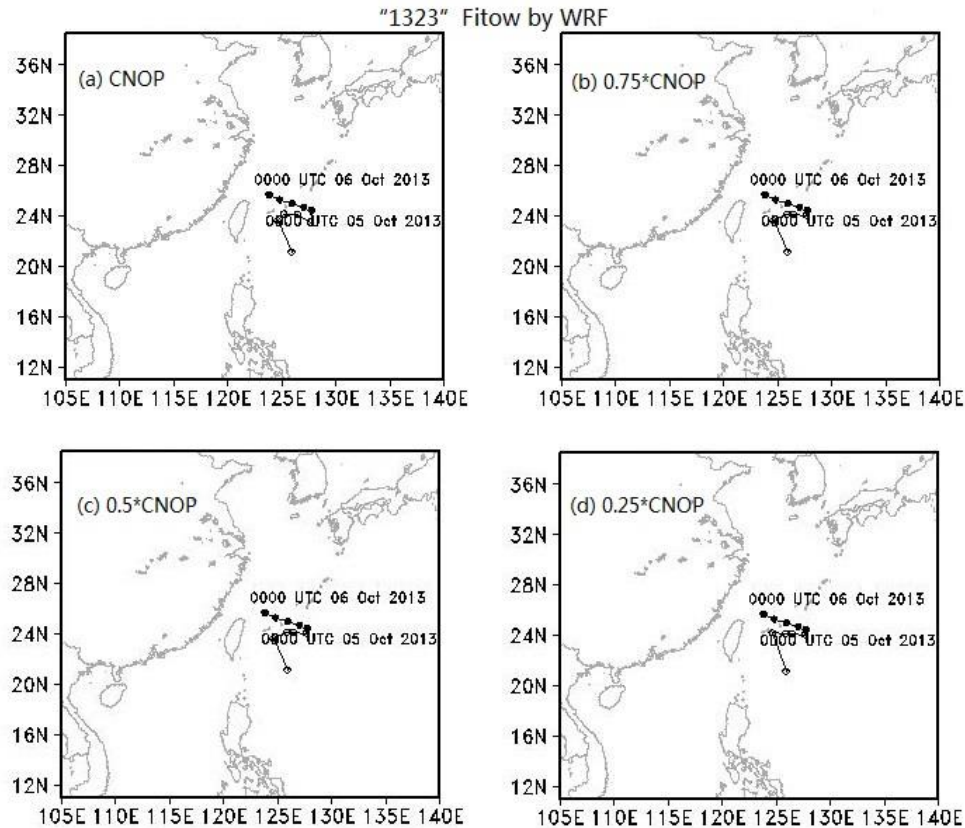 "1323" Fitow by WRF
(a) CNOP
36N
32N
28N
24N
20N
16N
12N
0000 UTC 06 Oct 2013
0000 UTC 05 Oct 2013
105E 110E 115E 120E 125E 130E 135E 140E
(b) 0.75*CNOP
36N
32N
28N
24N
20N
16N
12N
0000 UTC 06 Oct 2013
0000 UTC 05 Oct 2013
105E 110E 115E 120E 125E 130E 135E 140E
(c) 0.5*CNOP
36N
32N
28N
24N
20N
16N
12N
0000 UTC 06 Oct 2013
0000 UTC 05 Oct 2013
105E 110E 115E 120E 125E 130E 135E 140E
(d) 0.25*CNOP
36N
32N
28N
24N
20N
16N
12N
0000 UTC 06 Oct 2013
0000 UTC 05 Oct 2013
105E 110E 115E 120E 125E 130E 135E 140E